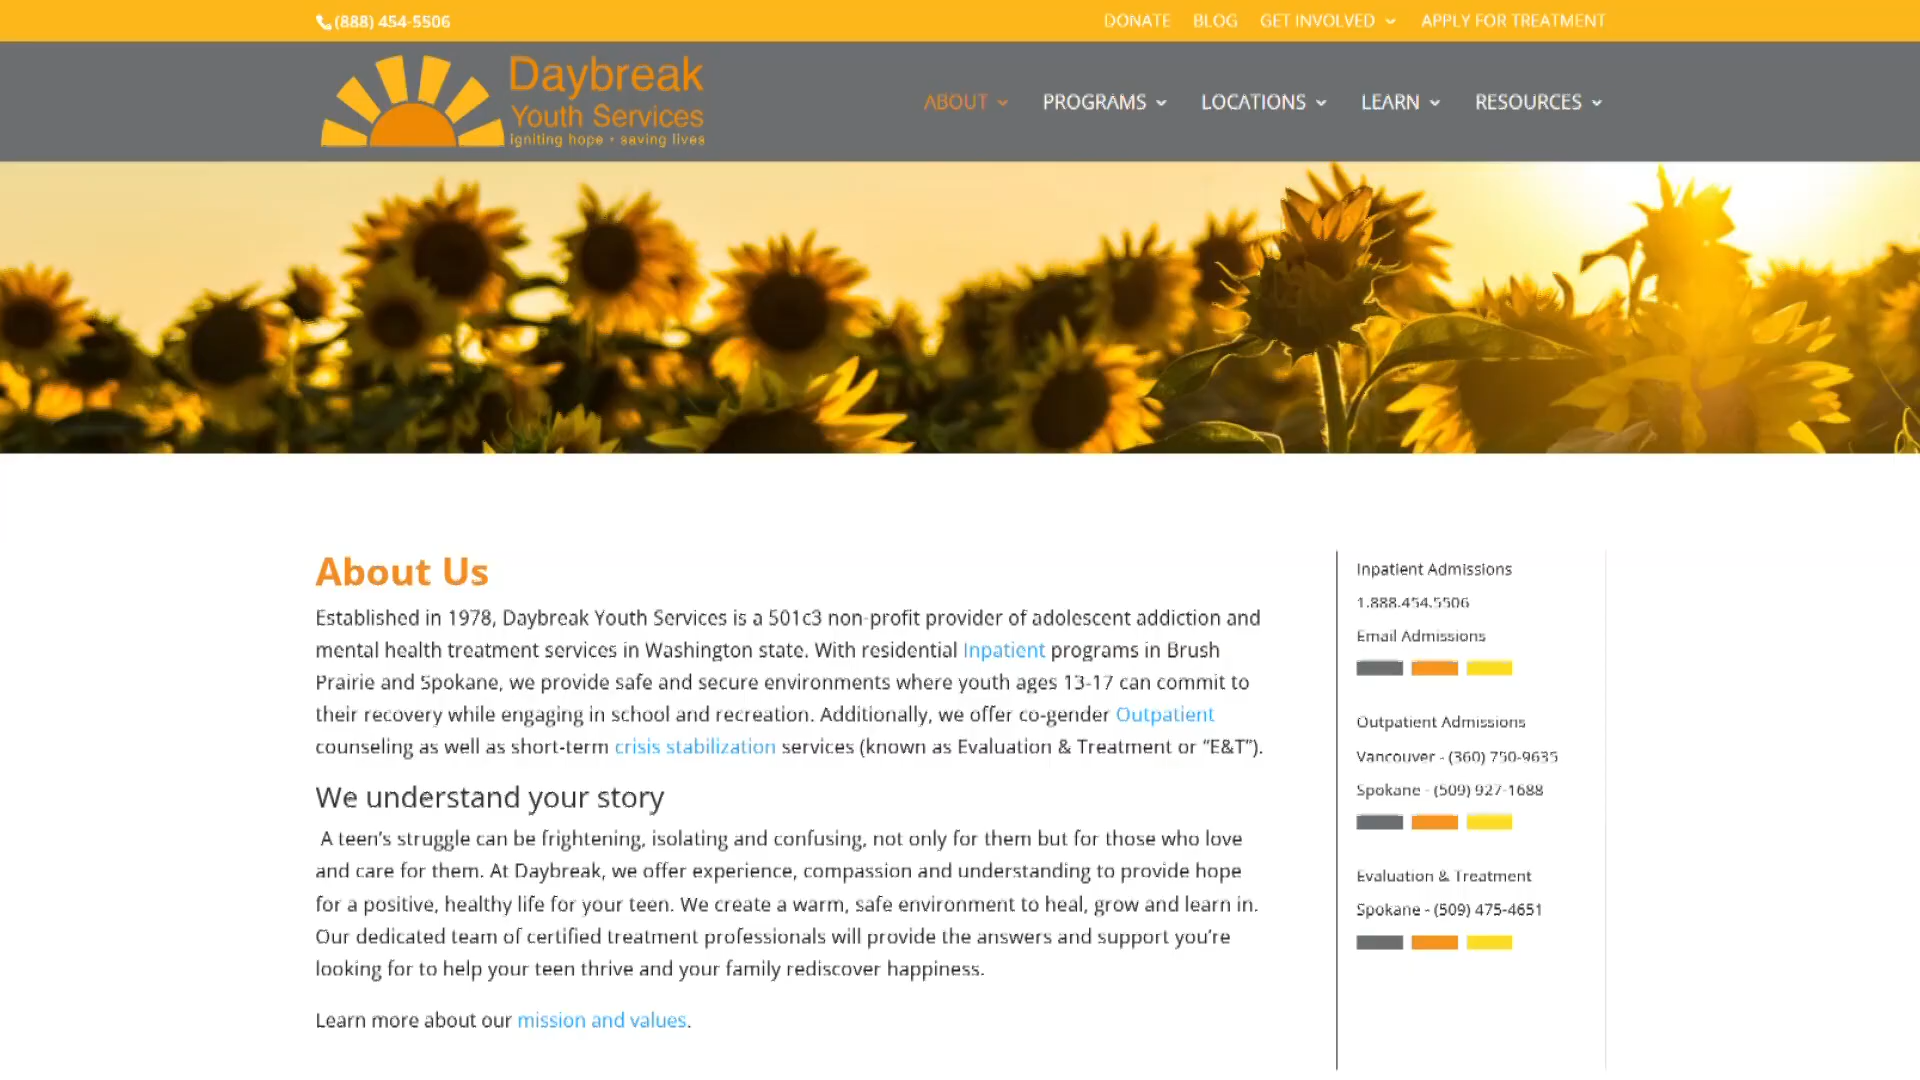 (888) 454-5506
DONATE BLOG GET INVOLVED APPLY FOR TREATMENT
Daybreak
Youth Services
igniting hope • saving lives
ABOUT PROGRAMS LOCATIONS LEARN RESOURCES
About Us
Established in 1978, Daybreak Youth Services is a 501c3 non-profit provider of adolescent addiction and
mental health treatment services in Washington state. With residential Inpatient programs in Brush
Prairie and Spokane, we provide safe and secure environments where youth ages 13-17 can commit to
their recovery while engaging in school and recreation. Additionally, we offer co-gender Outpatient
counseling as well as short-term crisis stabilization services (known as Evaluation & Treatment or “E&T”).
We understand your story
A teen’s struggle can be frightening, isolating and confusing, not only for them but for those who love
and care for them. At Daybreak, we offer experience, compassion and understanding to provide hope
for a positive, healthy life for your teen. We create a warm, safe environment to heal, grow and learn in.
Our dedicated team of certified treatment professionals will provide the answers and support you’re
looking for to help your teen thrive and your family rediscover happiness.
Learn more about our mission and values.
Inpatient Admissions
1.888.454.5506
Email Admissions
Outpatient Admissions
Vancouver - (360) 750-9635
Spokane - (509) 927-1688
Evaluation & Treatment
Spokane - (509) 475-4651